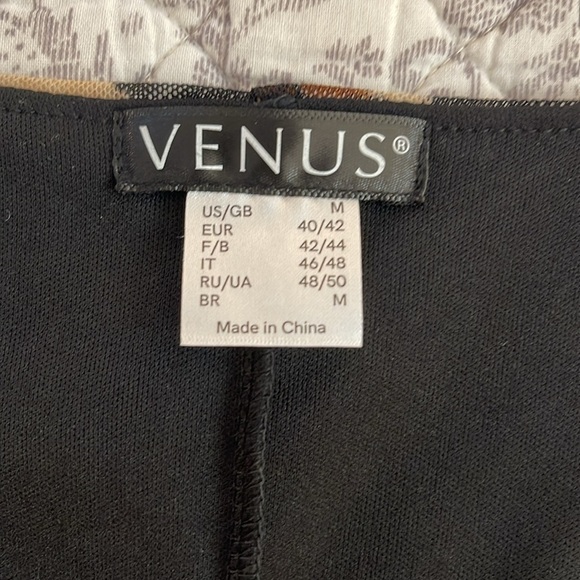 VENUS®
US/GB M
EUR 40/42
F/B 42/44
IT 46/48
RU/UA 48/50
BR M
Made in China